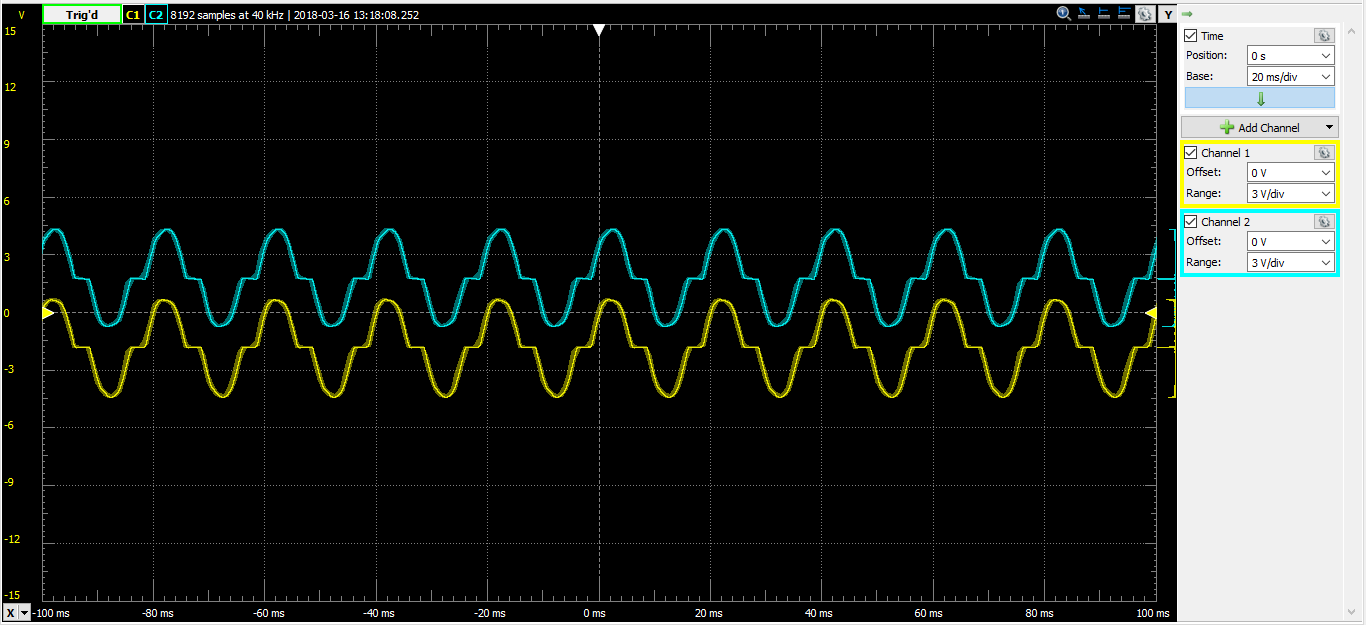 V Trig'd C1 C2 8192 samples at 40 kHz | 2018-03-16 13:18:08.252 Y
15
12
9
6
3
0
-3
-6
-9
-12
-15
X -100 ms -80 ms -60 ms -40 ms -20 ms 0 ms 20 ms 40 ms 60 ms 80 ms 100 ms
Time
Position: 0 s
Base: 20 ms/div
Add Channel
Channel 1
Offset: 0 V
Range: 3 V/div
Channel 2
Offset: 0 V
Range: 3 V/div